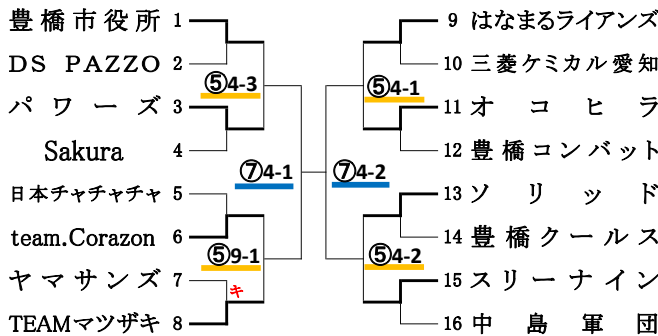 豊橋市役所 1
DS PAZZO 2
パワーズ 3
Sakura 4
日本チャチャチャ 5
team.Corazon 6
ヤマサンズ 7
TEAMマツザキ 8
⑤4-3
⑦4-1
⑤9-1
キ
9 はなまるライアンズ
10 三菱ケミカル愛知
11 オコヒラ
12 豊橋コンバット
13 ソリッド
14 豊橋クールス
15 スリーナイン
16 中島軍団
⑤4-1
⑦4-2
⑤4-2